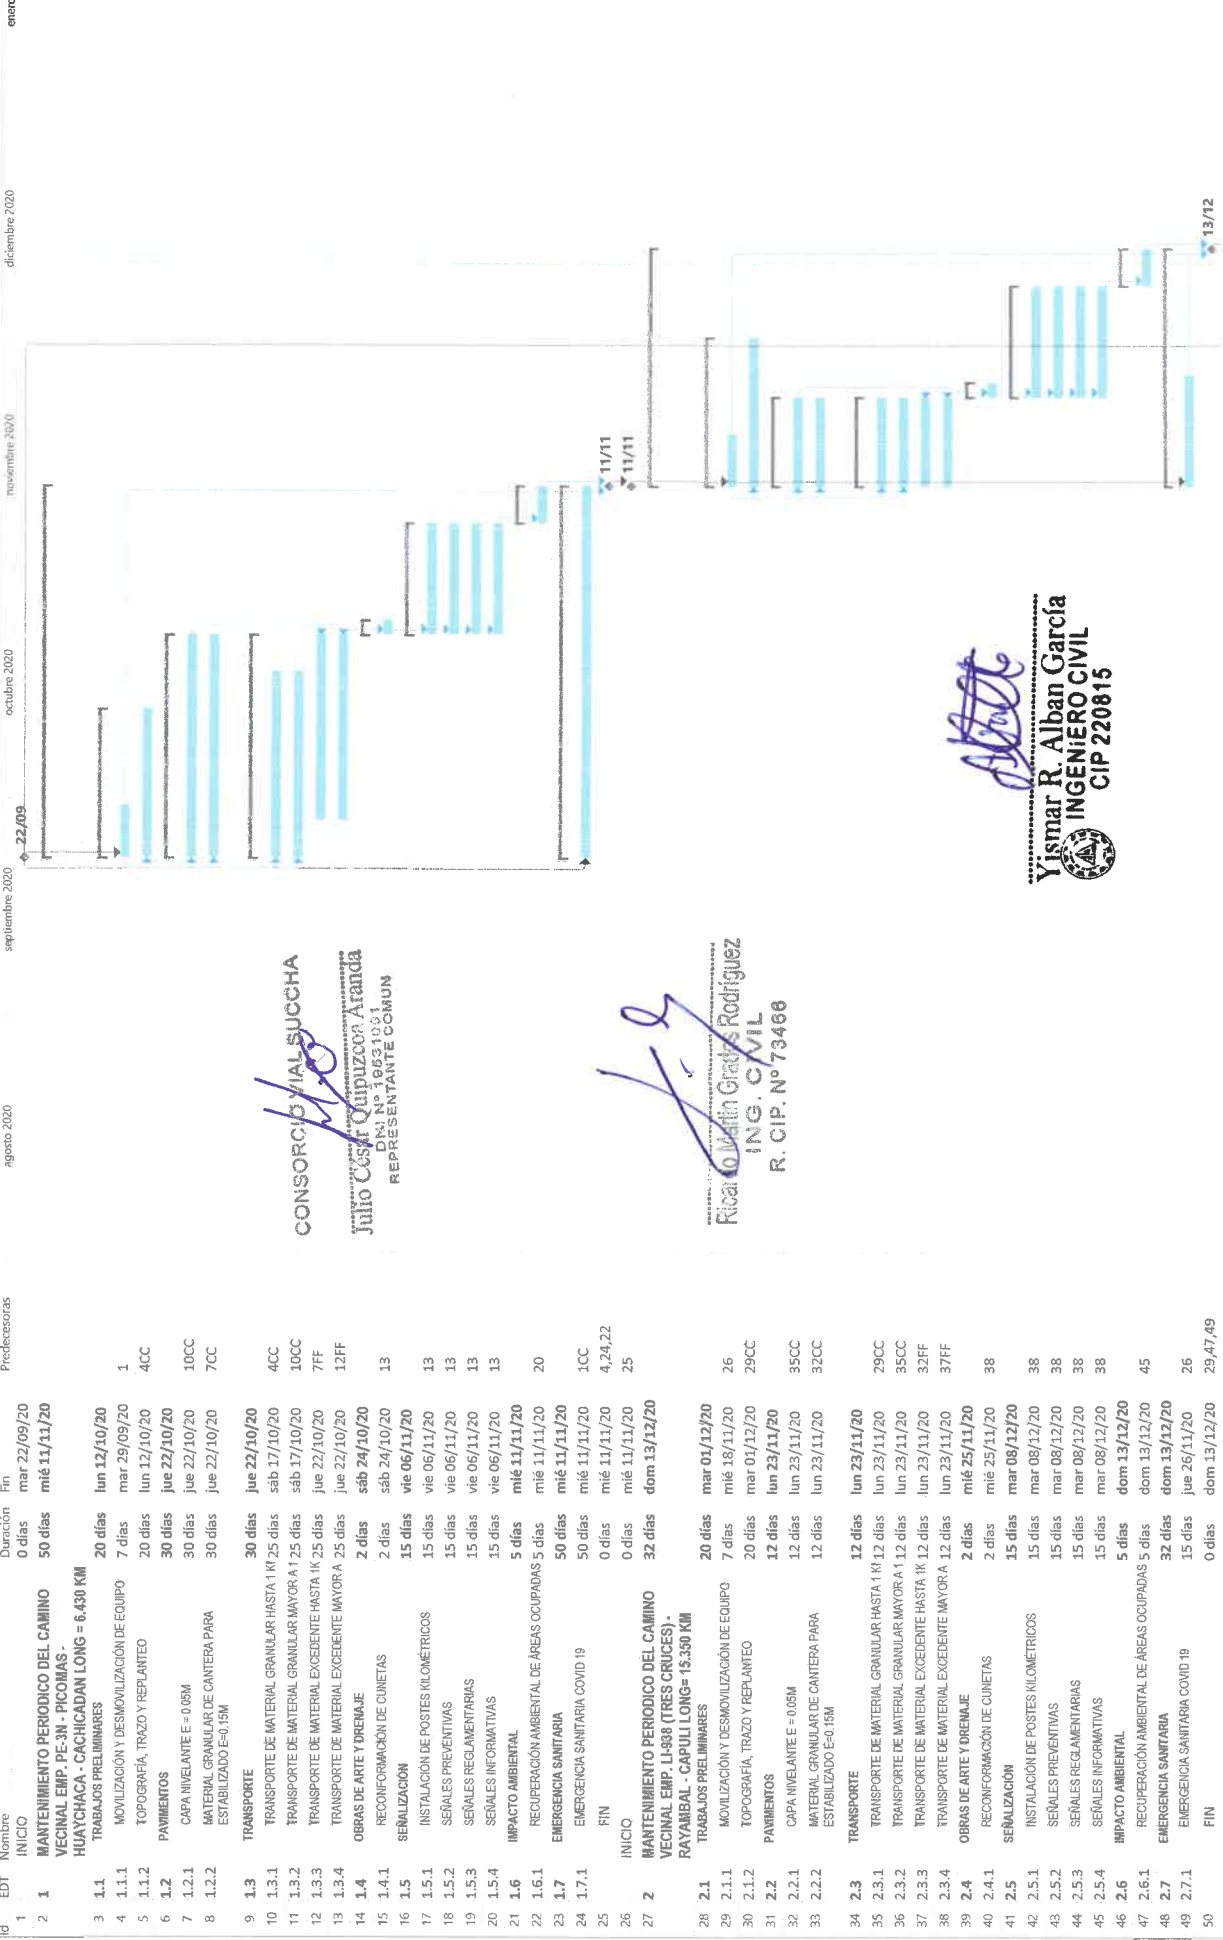 Id EDT Nombre Duración Fin Predecesoras agosto 2020 septiembre 2020 octubre 2020 noviembre 2020 diciembre 2020
1 INICIO 0 días mar 22/09/20 22/09
2 1 MANTENIMIENTO PERIODICO DEL CAMINO 50 días mié 11/11/20
VECINAL EMP. PE-3N - PICOMAS -
HUAYCHACA - CACHICADAN LONG = 6.430 KM
3 1.1 TRABAJOS PRELIMINARES 20 días lun 12/10/20
4 1.1.1 MOVILIZACIÓN Y DESMOVILIZACIÓN DE EQUIPO 7 días mar 29/09/20 1
5 1.1.2 TOPOGRAFÍA, TRAZO Y REPLANTEO 20 días lun 12/10/20 4CC
6 1.2 PAVIMENTOS 30 días jue 22/10/20
7 1.2.1 CAPA NIVELANTE E = 0.05M 30 días jue 22/10/20 10CC
8 1.2.2 MATERIAL GRANULAR DE CANTERA PARA 30 días jue 22/10/20 7CC
ESTABILIZADO E=0.15M
9 1.3 TRANSPORTE 30 días jue 22/10/20
10 1.3.1 TRANSPORTE DE MATERIAL GRANULAR HASTA 1 KM 25 días sáb 17/10/20 4CC
11 1.3.2 TRANSPORTE DE MATERIAL GRANULAR MAYOR A 1 25 días sáb 17/10/20 10CC
12 1.3.3 TRANSPORTE DE MATERIAL EXCEDENTE HASTA 1K 25 días jue 22/10/20 7FF
13 1.3.4 TRANSPORTE DE MATERIAL EXCEDENTE MAYOR A 25 días jue 22/10/20 12FF
14 1.4 OBRAS DE ARTE Y DRENAJE 2 días sáb 24/10/20
15 1.4.1 RECONFORMACIÓN DE CUNETAS 2 días sáb 24/10/20 13
16 1.5 SEÑALIZACIÓN 15 días vie 06/11/20
17 1.5.1 INSTALACIÓN DE POSTES KILOMÉTRICOS 15 días vie 06/11/20 13
18 1.5.2 SEÑALES PREVENTIVAS 15 días vie 06/11/20 13
19 1.5.3 SEÑALES REGLAMENTARIAS 15 días vie 06/11/20 13
20 1.5.4 SEÑALES INFORMATIVAS 15 días vie 06/11/20 13
21 1.6 IMPACTO AMBIENTAL 5 días mié 11/11/20
22 1.6.1 RECUPERACIÓN AMBIENTAL DE ÁREAS OCUPADAS 5 días mié 11/11/20 20
23 1.7 EMERGENCIA SANITARIA 50 días mié 11/11/20
24 1.7.1 EMERGENCIA SANITARIA COVID 19 50 días mié 11/11/20 1CC
25 FIN 0 días mié 11/11/20 4,24,22 11/11
26 INICIO 0 días mié 11/11/20 25 11/11
27 2 MANTENIMIENTO PERIODICO DEL CAMINO 32 días dom 13/12/20
VECINAL EMP. LI-938 (TRES CRUCES) -
RAYAMBAL - CAPULI LONG= 15.350 KM
28 2.1 TRABAJOS PRELIMINARES 20 días mar 01/12/20
29 2.1.1 MOVILIZACIÓN Y DESMOVILIZACIÓN DE EQUIPO 7 días mié 18/11/20 26
30 2.1.2 TOPOGRAFÍA, TRAZO Y REPLANTEO 20 días mar 01/12/20 29CC
31 2.2 PAVIMENTOS 12 días lun 23/11/20
32 2.2.1 CAPA NIVELANTE E = 0.05M 12 días lun 23/11/20 35CC
33 2.2.2 MATERIAL GRANULAR DE CANTERA PARA 12 días lun 23/11/20 32CC
ESTABILIZADO E=0.15M
34 2.3 TRANSPORTE 12 días lun 23/11/20
35 2.3.1 TRANSPORTE DE MATERIAL GRANULAR HASTA 1 KM 12 días lun 23/11/20 29CC
36 2.3.2 TRANSPORTE DE MATERIAL GRANULAR MAYOR A 1 12 días lun 23/11/20 35CC
37 2.3.3 TRANSPORTE DE MATERIAL EXCEDENTE HASTA 1K 12 días lun 23/11/20 32FF
38 2.3.4 TRANSPORTE DE MATERIAL EXCEDENTE MAYOR A 12 días lun 23/11/20 37FF
39 2.4 OBRAS DE ARTE Y DRENAJE 2 días mié 25/11/20
40 2.4.1 RECONFORMACIÓN DE CUNETAS 2 días mié 25/11/20 38
41 2.5 SEÑALIZACIÓN 15 días mar 08/12/20
42 2.5.1 INSTALACIÓN DE POSTES KILOMÉTRICOS 15 días mar 08/12/20 38
43 2.5.2 SEÑALES PREVENTIVAS 15 días mar 08/12/20 38
44 2.5.3 SEÑALES REGLAMENTARIAS 15 días mar 08/12/20 38
45 2.5.4 SEÑALES INFORMATIVAS 15 días mar 08/12/20 38
46 2.6 IMPACTO AMBIENTAL 5 días dom 13/12/20
47 2.6.1 RECUPERACIÓN AMBIENTAL DE ÁREAS OCUPADAS 5 días dom 13/12/20 45
48 2.7 EMERGENCIA SANITARIA 32 días dom 13/12/20
49 2.7.1 EMERGENCIA SANITARIA COVID 19 15 días jue 26/11/20 26
50 FIN 0 días dom 13/12/20 29,47,49 13/12
CONSORCIO VIAL SUCCHA
Julio César Quipuzcoa Aranda
DNI Nº 19531031
REPRESENTANTE COMUN
Ricardo Martin Grados Rodríguez
ING. CIVIL
R. CIP. Nº 73466
Yismar R. Alban García
INGENIERO CIVIL
CIP 220815